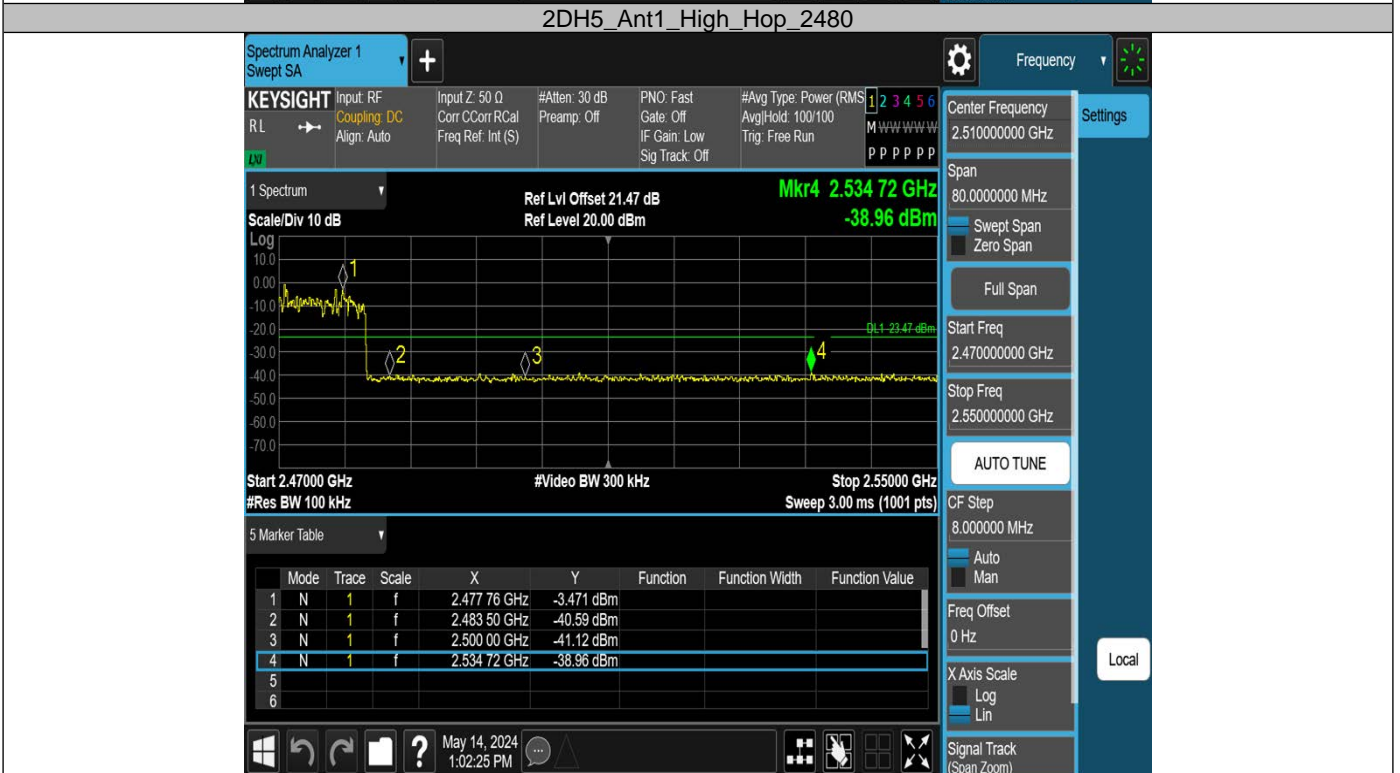 2DH5_Ant1_High_Hop_2480
Spectrum Analyzer 1
Swept SA
+
Frequency
KEYSIGHT
R L
LXI
Input: RF
Coupling: DC
Align: Auto
Input Z: 50 Ω
Corr CCorr RCal
Freq Ref: Int (S)
#Atten: 30 dB
Preamp: Off
PNO: Fast
Gate: Off
IF Gain: Low
Sig Track: Off
#Avg Type: Power (RMS
Avg|Hold: 100/100
Trig: Free Run
1 2 3 4 5 6
M W W W W W
P P P P P P
Center Frequency
2.510000000 GHz
Settings
Span
80.0000000 MHz
Swept Span
Zero Span
Full Span
Start Freq
2.470000000 GHz
Stop Freq
2.550000000 GHz
AUTO TUNE
CF Step
8.000000 MHz
Auto
Man
Freq Offset
0 Hz
X Axis Scale
Log
Lin
Local
Signal Track
(Span Zoom)
1 Spectrum
Scale/Div 10 dB
Ref Lvl Offset 21.47 dB
Ref Level 20.00 dBm
Mkr4 2.534 72 GHz
-38.96 dBm
Log
10.0
0.00
-10.0
-20.0
-30.0
-40.0
-50.0
-60.0
-70.0
1
2
3
4
DL1 -23.47 dBm
Start 2.47000 GHz
#Res BW 100 kHz
#Video BW 300 kHz
Stop 2.55000 GHz
Sweep 3.00 ms (1001 pts)
5 Marker Table
Mode Trace Scale X Y Function Function Width Function Value
1 N 1 f 2.477 76 GHz -3.471 dBm
2 N 1 f 2.483 50 GHz -40.59 dBm
3 N 1 f 2.500 00 GHz -41.12 dBm
4 N 1 f 2.534 72 GHz -38.96 dBm
5
6
?
May 14, 2024
1:02:25 PM